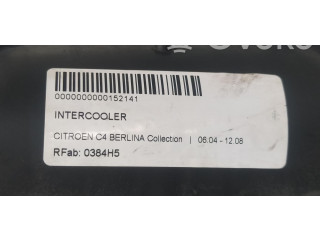 0000000000152141
INTERCOOLER
CITROEN C4 BERLINA Collection | 06.04 - 12.08
RFab: 0384H5